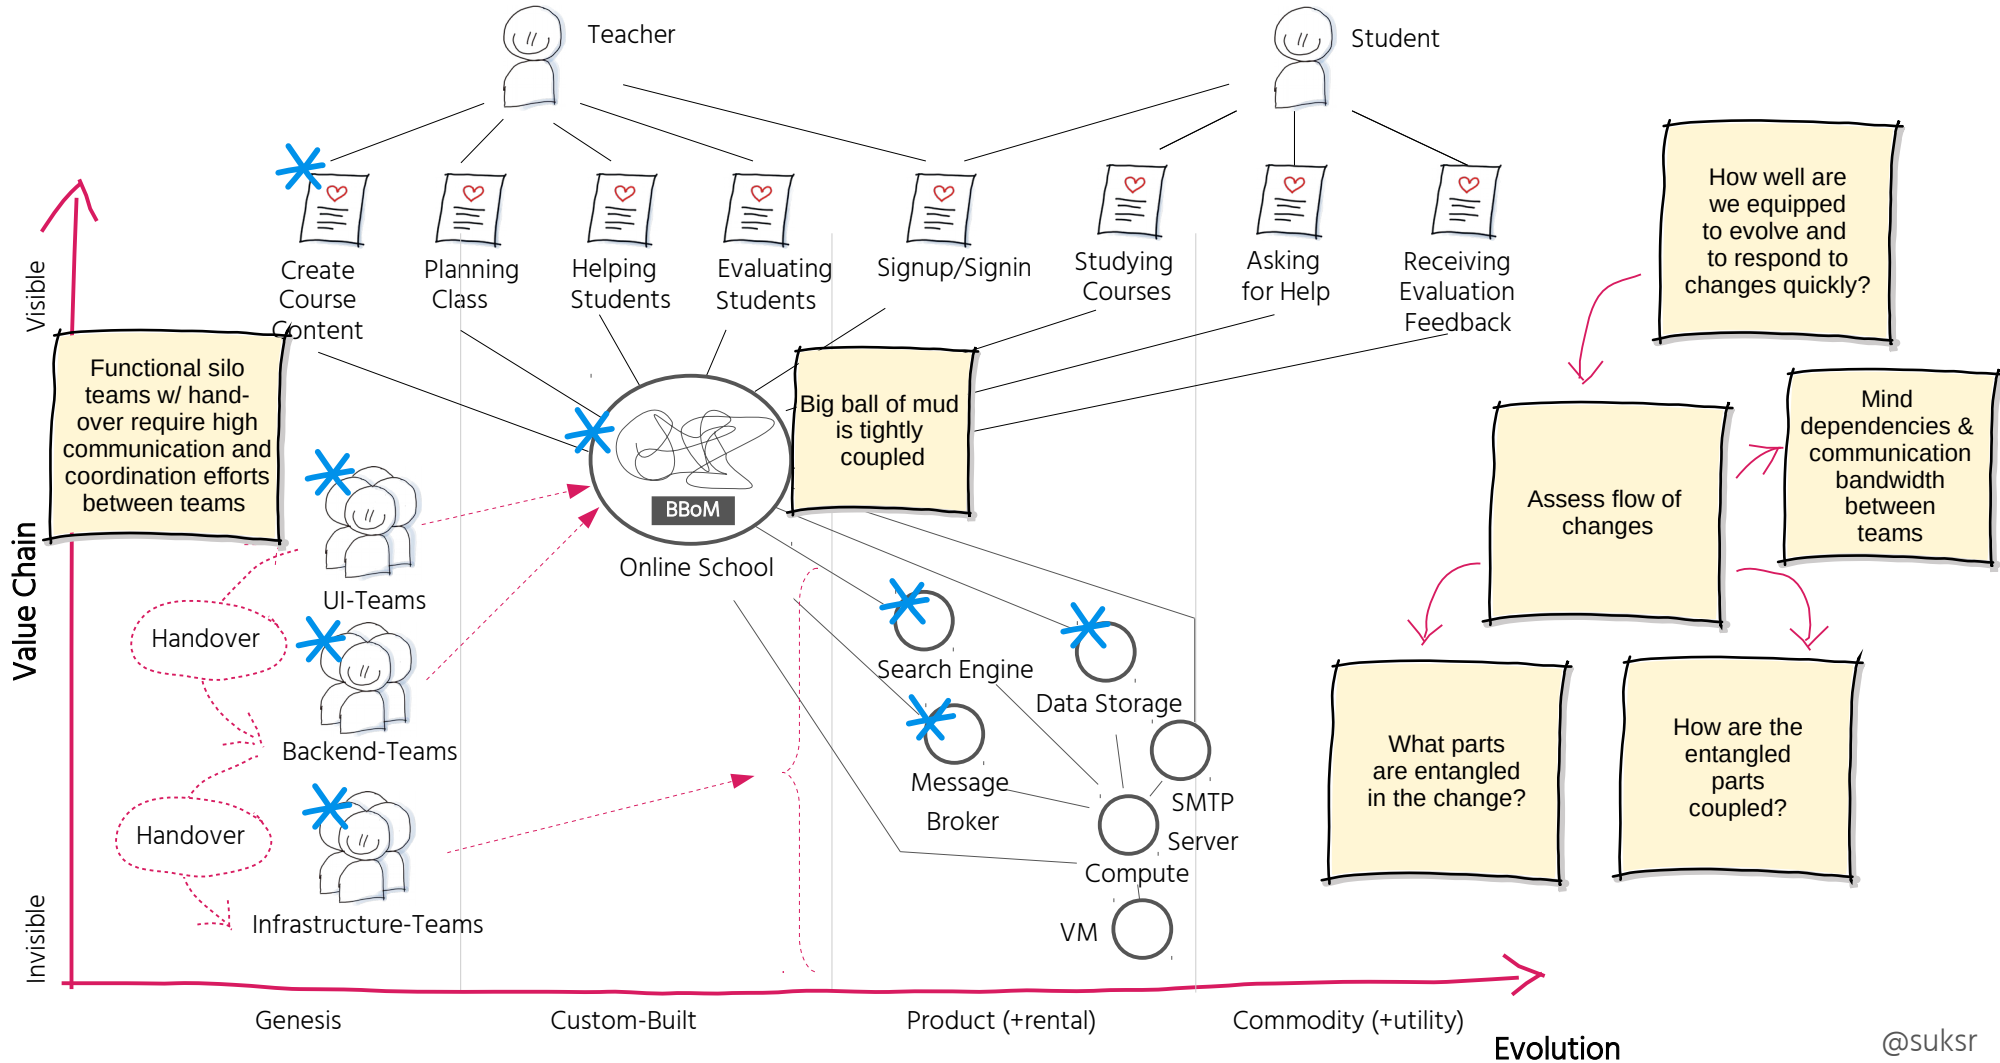 Teacher
Student
Create
Course
Content
Planning
Class
Helping
Students
Evaluating
Students
Signup/Signin
Studying
Courses
Asking
for Help
Receiving
Evaluation
Feedback
How well are
we equipped
to evolve and
to respond to
changes quickly?
Visible
Value Chain
Invisible
Functional silo
teams w/ hand-
over require high
communication and
coordination efforts
between teams
Big ball of mud
is tightly
coupled
BBoM
Online School
Assess flow of
changes
Mind
dependencies &
communication
bandwidth
between
teams
UI-Teams
Handover
Backend-Teams
Handover
Infrastructure-Teams
Search Engine
Data Storage
Message
Broker
SMTP
Server
Compute
VM
What parts
are entangled
in the change?
How are the
entangled
parts
coupled?
Genesis
Custom-Built
Product (+rental)
Commodity (+utility)
Evolution
@suksr